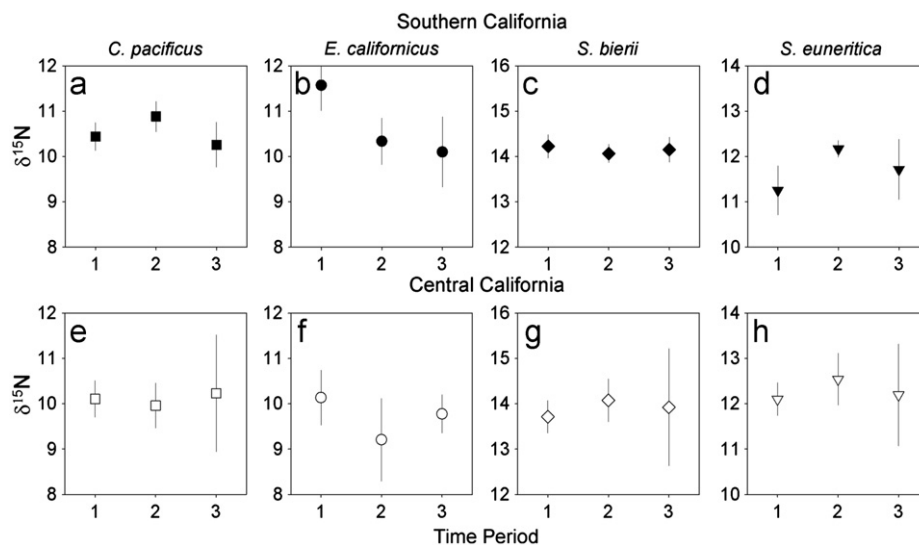 Southern California
C. pacificus E. californicus S. bierii S. euneritica
a b c d
δ15N
12 11 10 9 8
12 11 10 9 8
16 15 14 13 12
14 13 12 11 10
1 2 3 1 2 3 1 2 3 1 2 3
Central California
e f g h
δ15N
12 11 10 9 8
12 11 10 9 8
16 15 14 13 12
14 13 12 11 10
1 2 3 1 2 3 1 2 3 1 2 3
Time Period